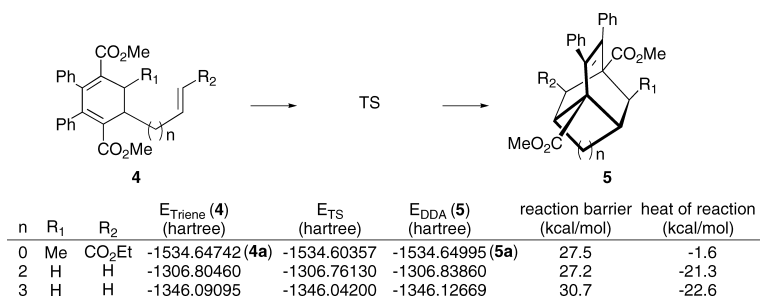 CO₂Me
Ph
R₁
R₂
Ph
( )n
CO₂Me
4
TS
Ph
Ph
CO₂Me
R₂
R₁
MeO₂C
( )n
5
n R₁ R₂ E_Triene (4) (hartree) E_TS (hartree) E_DDA (5) (hartree) reaction barrier (kcal/mol) heat of reaction (kcal/mol)
0 Me CO₂Et -1534.64742 (4a) -1534.60357 -1534.64995 (5a) 27.5 -1.6
2 H H -1306.80460 -1306.76130 -1306.83860 27.2 -21.3
3 H H -1346.09095 -1346.04200 -1346.12669 30.7 -22.6